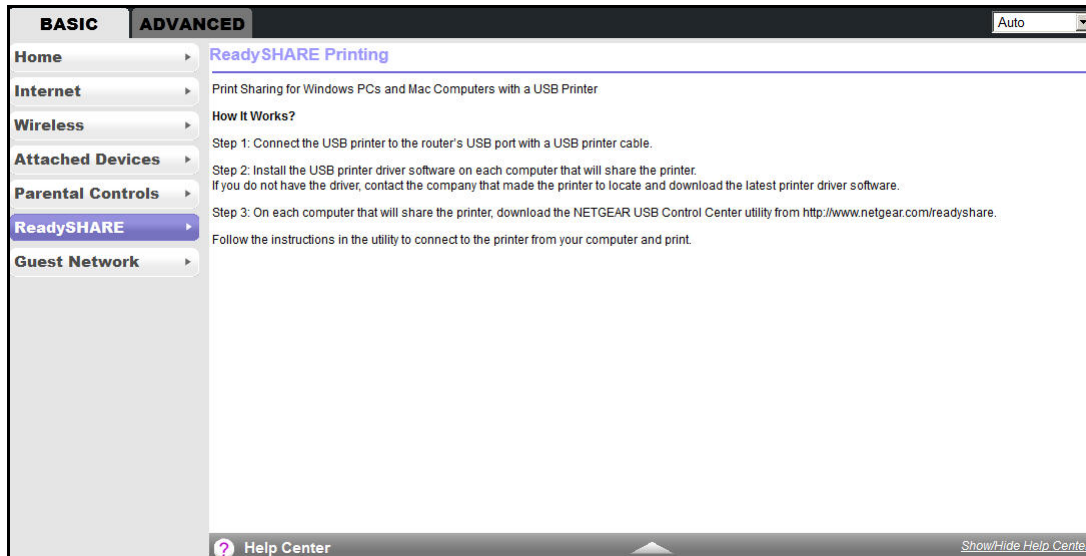 BASIC
ADVANCED
Auto
Home
Internet
Wireless
Attached Devices
Parental Controls
ReadySHARE
Guest Network
ReadySHARE Printing
Print Sharing for Windows PCs and Mac Computers with a USB Printer
How It Works?
Step 1: Connect the USB printer to the router's USB port with a USB printer cable.
Step 2: Install the USB printer driver software on each computer that will share the printer.
If you do not have the driver, contact the company that made the printer to locate and download the latest printer driver software.
Step 3: On each computer that will share the printer, download the NETGEAR USB Control Center utility from http://www.netgear.com/readyshare.
Follow the instructions in the utility to connect to the printer from your computer and print.
? Help Center
Show/Hide Help Center